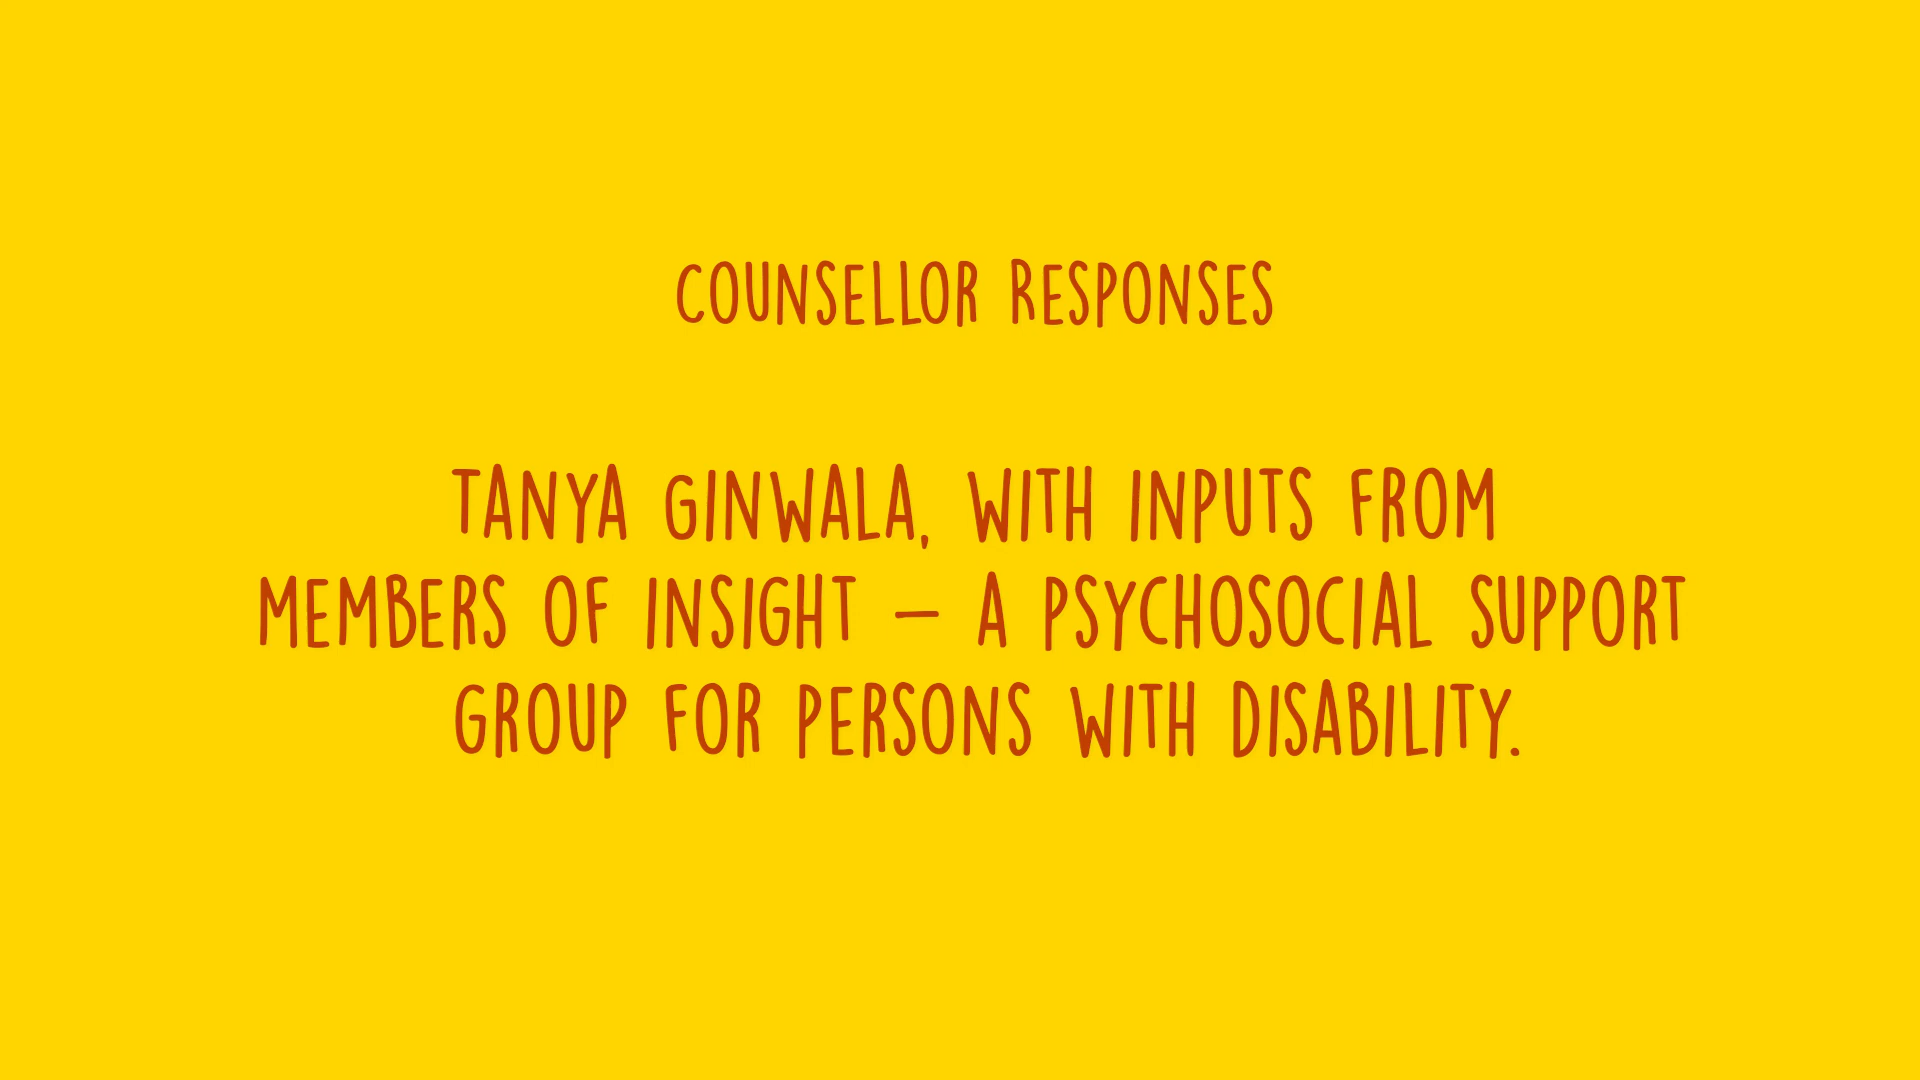 COUNSELLOR RESPONSES
TANYA GINWALA, WITH INPUTS FROM
MEMBERS OF INSIGHT – A PSYCHOSOCIAL SUPPORT
GROUP FOR PERSONS WITH DISABILITY.